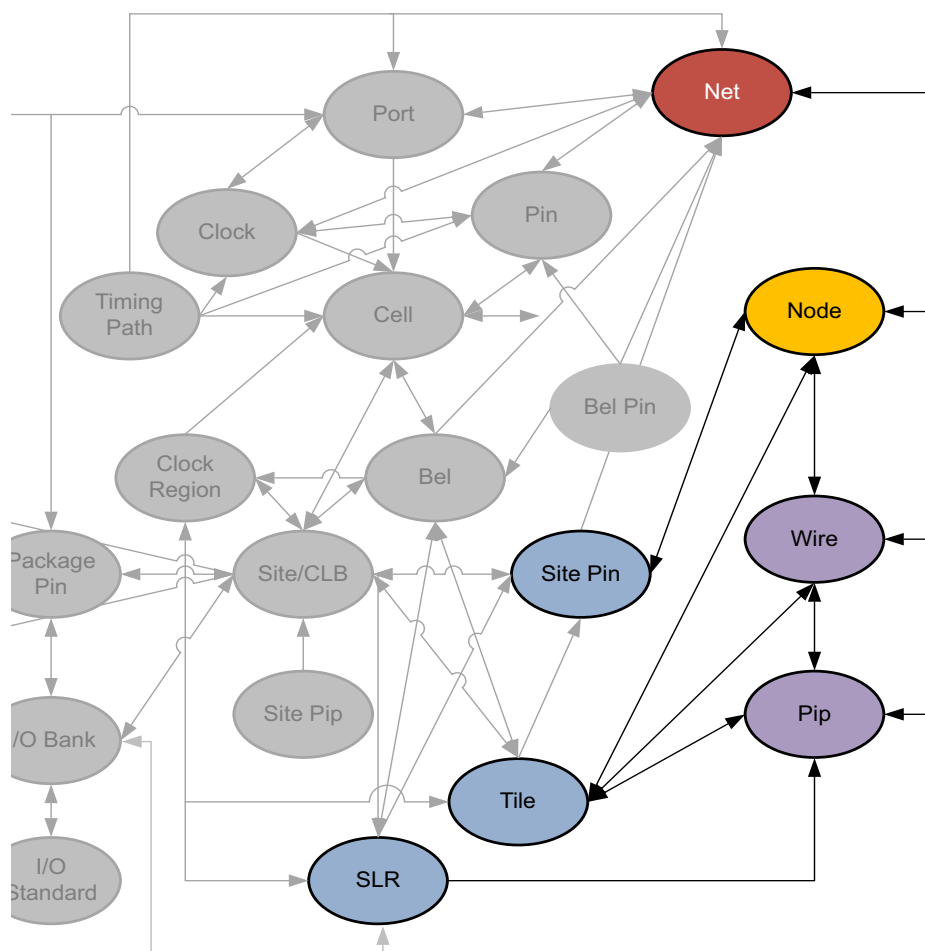 Net
Port
Pin
Clock
Timing
Path
Cell
Node
Bel Pin
Clock
Region
Bel
Wire
Package
Pin
Site/CLB
Site Pin
Site Pip
Pip
/O Bank
Tile
I/O
Standard
SLR